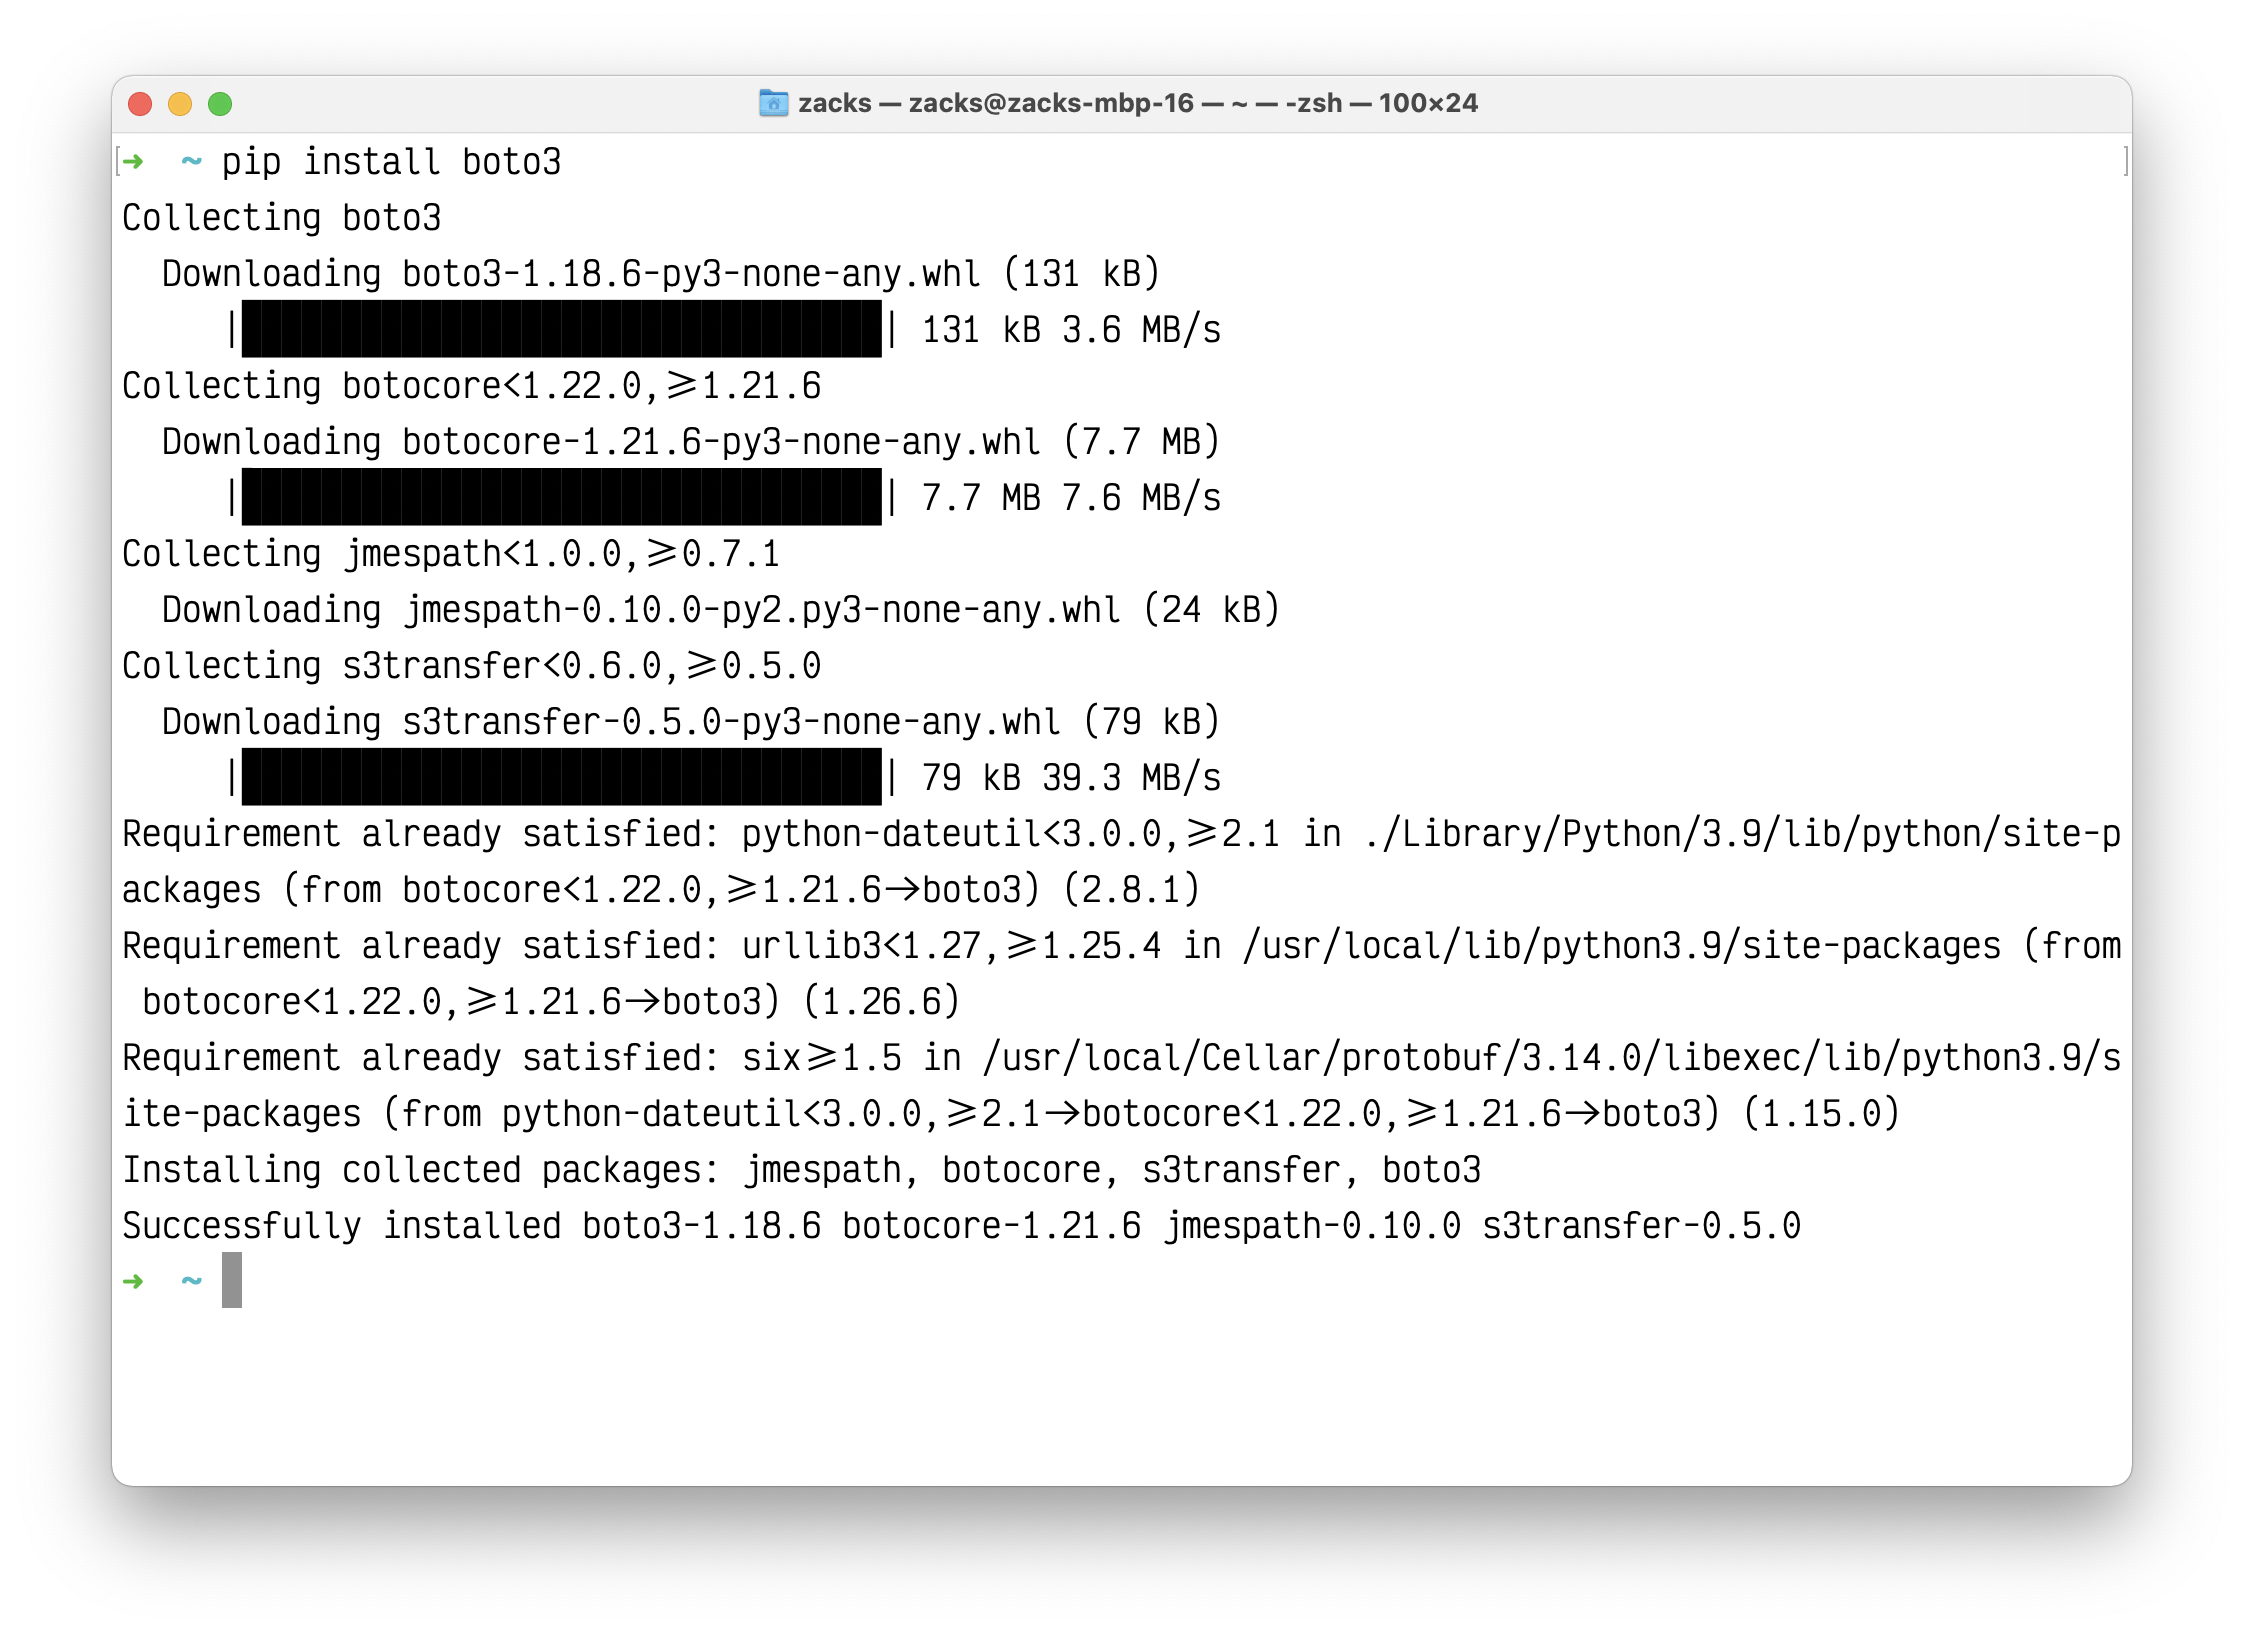 zacks — zacks@zacks-mbp-16 — ~ — -zsh — 100×24
[➜  ~ pip install boto3 ]
Collecting boto3
  Downloading boto3-1.18.6-py3-none-any.whl (131 kB)
     |████████████████████████████████| 131 kB 3.6 MB/s
Collecting botocore<1.22.0,>=1.21.6
  Downloading botocore-1.21.6-py3-none-any.whl (7.7 MB)
     |████████████████████████████████| 7.7 MB 7.6 MB/s
Collecting jmespath<1.0.0,>=0.7.1
  Downloading jmespath-0.10.0-py2.py3-none-any.whl (24 kB)
Collecting s3transfer<0.6.0,>=0.5.0
  Downloading s3transfer-0.5.0-py3-none-any.whl (79 kB)
     |████████████████████████████████| 79 kB 39.3 MB/s
Requirement already satisfied: python-dateutil<3.0.0,>=2.1 in ./Library/Python/3.9/lib/python/site-p
ackages (from botocore<1.22.0,>=1.21.6->boto3) (2.8.1)
Requirement already satisfied: urllib3<1.27,>=1.25.4 in /usr/local/lib/python3.9/site-packages (from
 botocore<1.22.0,>=1.21.6->boto3) (1.26.6)
Requirement already satisfied: six>=1.5 in /usr/local/Cellar/protobuf/3.14.0/libexec/lib/python3.9/s
ite-packages (from python-dateutil<3.0.0,>=2.1->botocore<1.22.0,>=1.21.6->boto3) (1.15.0)
Installing collected packages: jmespath, botocore, s3transfer, boto3
Successfully installed boto3-1.18.6 botocore-1.21.6 jmespath-0.10.0 s3transfer-0.5.0
➜  ~